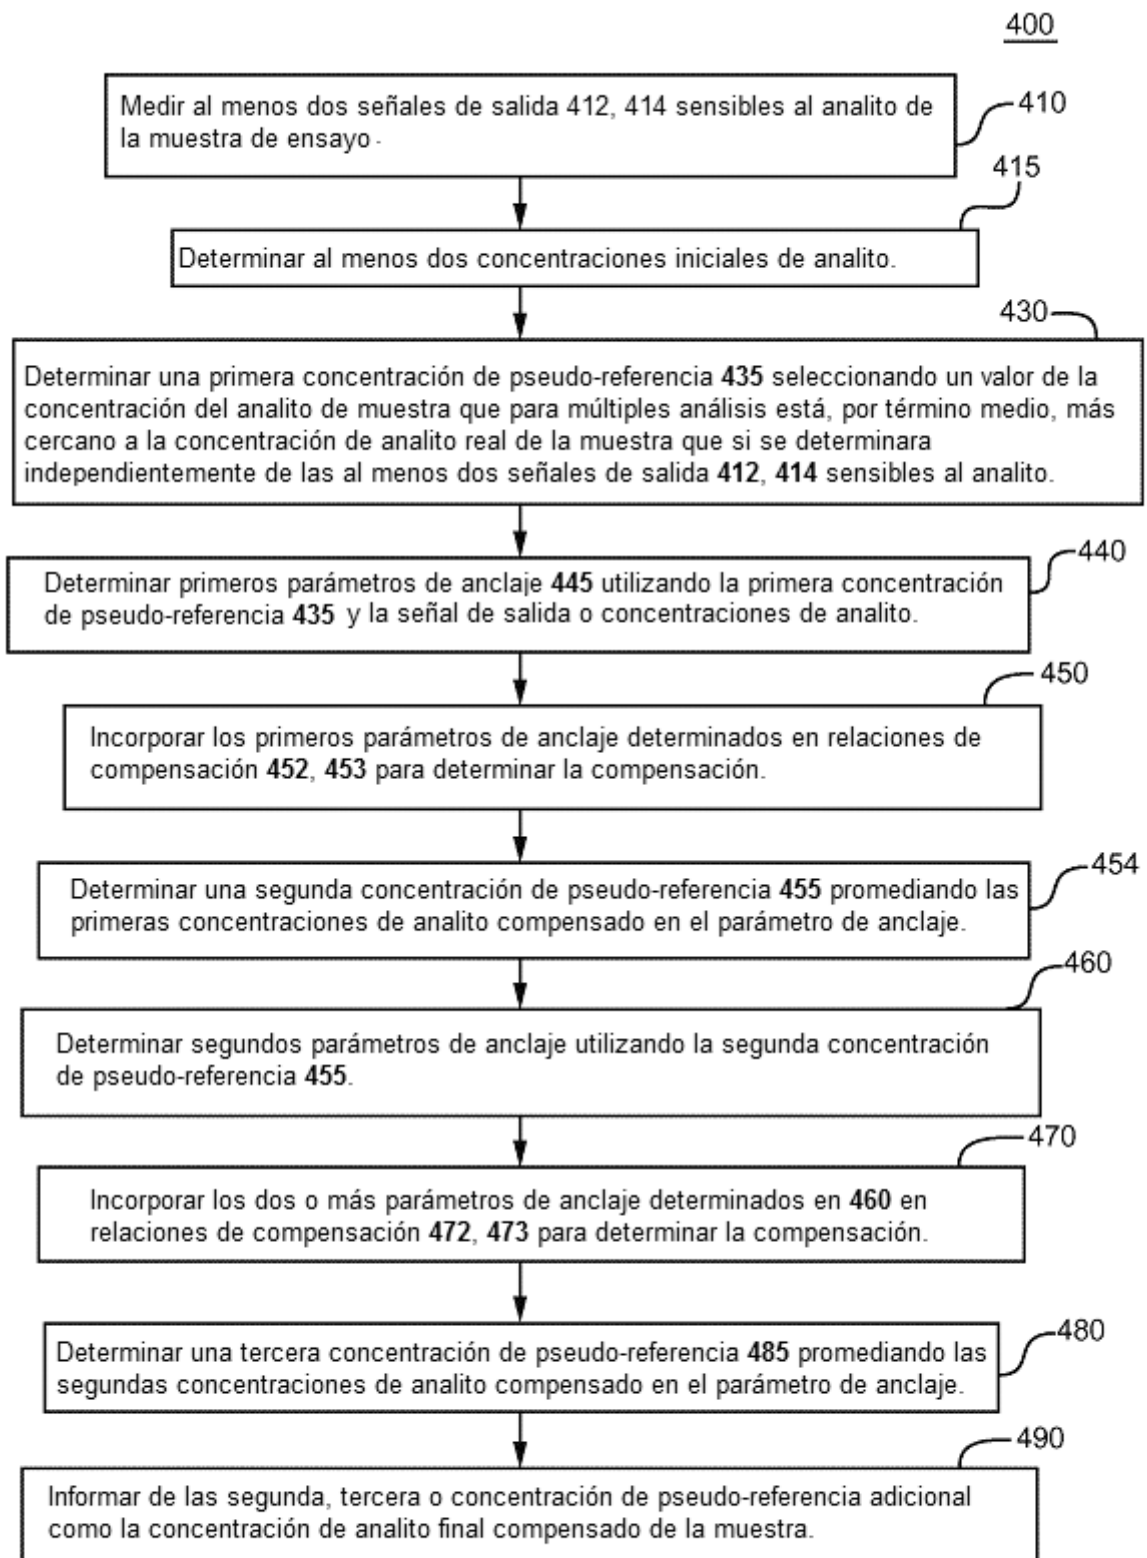 400
Medir al menos dos señales de salida 412, 414 sensibles al analito de
la muestra de ensayo.
410
415
Determinar al menos dos concentraciones iniciales de analito.
430
Determinar una primera concentración de pseudo-referencia 435 seleccionando un valor de la
concentración del analito de muestra que para múltiples análisis está, por término medio, más
cercano a la concentración de analito real de la muestra que si se determinara
independientemente de las al menos dos señales de salida 412, 414 sensibles al analito.
440
Determinar primeros parámetros de anclaje 445 utilizando la primera concentración
de pseudo-referencia 435 y la señal de salida o concentraciones de analito.
450
Incorporar los primeros parámetros de anclaje determinados en relaciones de
compensación 452, 453 para determinar la compensación.
454
Determinar una segunda concentración de pseudo-referencia 455 promediando las
primeras concentraciones de analito compensado en el parámetro de anclaje.
460
Determinar segundos parámetros de anclaje utilizando la segunda concentración
de pseudo-referencia 455.
470
Incorporar los dos o más parámetros de anclaje determinados en 460 en
relaciones de compensación 472, 473 para determinar la compensación.
480
Determinar una tercera concentración de pseudo-referencia 485 promediando las
segundas concentraciones de analito compensado en el parámetro de anclaje.
490
Informar de las segunda, tercera o concentración de pseudo-referencia adicional
como la concentración de analito final compensado de la muestra.